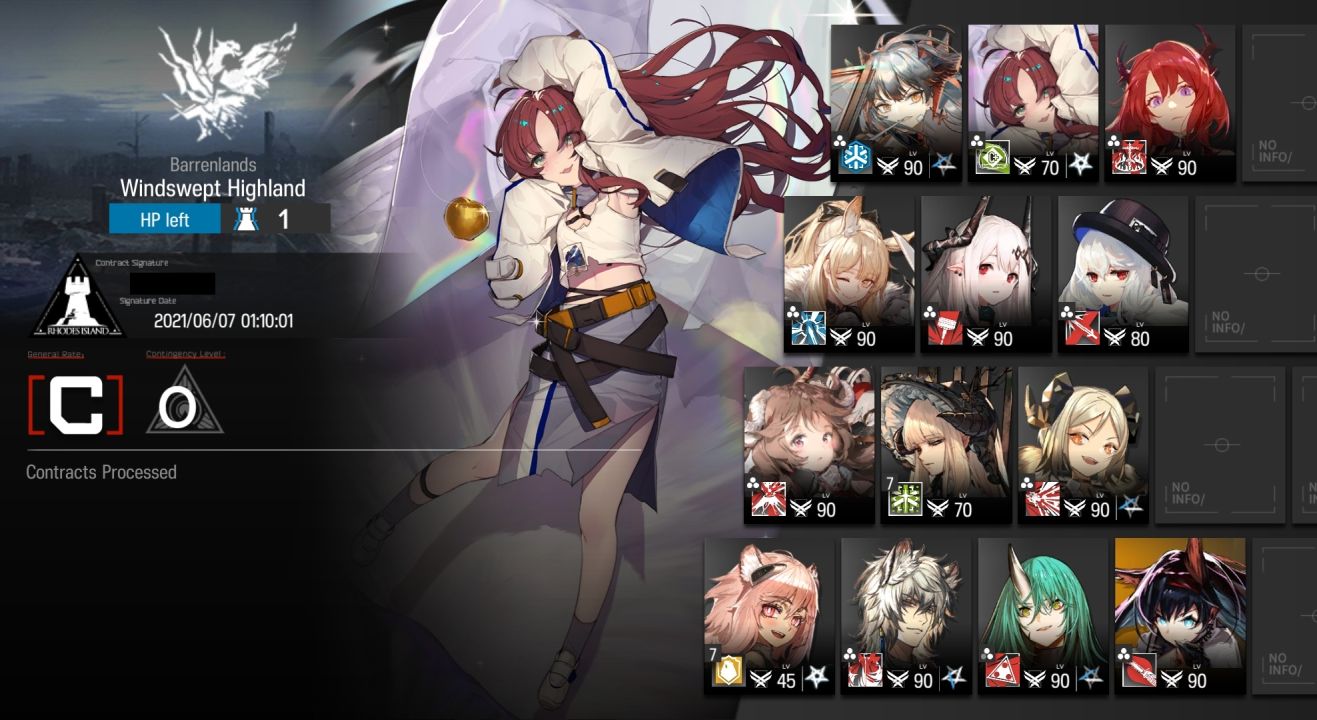 Barrenlands
Windswept Highland
HP left 1
Contract Signature
Signature Date
2021/06/07 01:10:01
RHODES ISLAND
General Rate:
Contingency Level:
C
0
Contracts Processed
LV 90
LV 70
LV 90
NO INFO/
LV 90
LV 90
LV 80
NO INFO/
LV 90
7 LV 70
LV 90
NO INFO/
7 LV 45
LV 90
LV 90
LV 90
NO INFO/